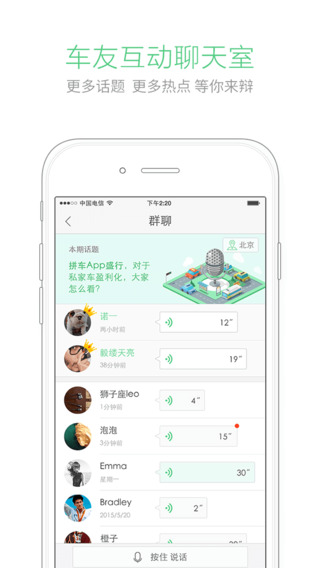 车友互动聊天室
更多话题 更多热点 等你来辩
中国电信
下午2:20
群聊
本期话题
北京
拼车App盛行，对于
私家车盈利化，大家
怎么看?
诺一
两小时前
12"
毅缕天亮
38分钟前
19"
狮子座leo
1分钟前
4"
泡泡
3分钟前
15"
Emma
星期一
30"
Bradley
2015/5/20
2"
橙子
按住 说话